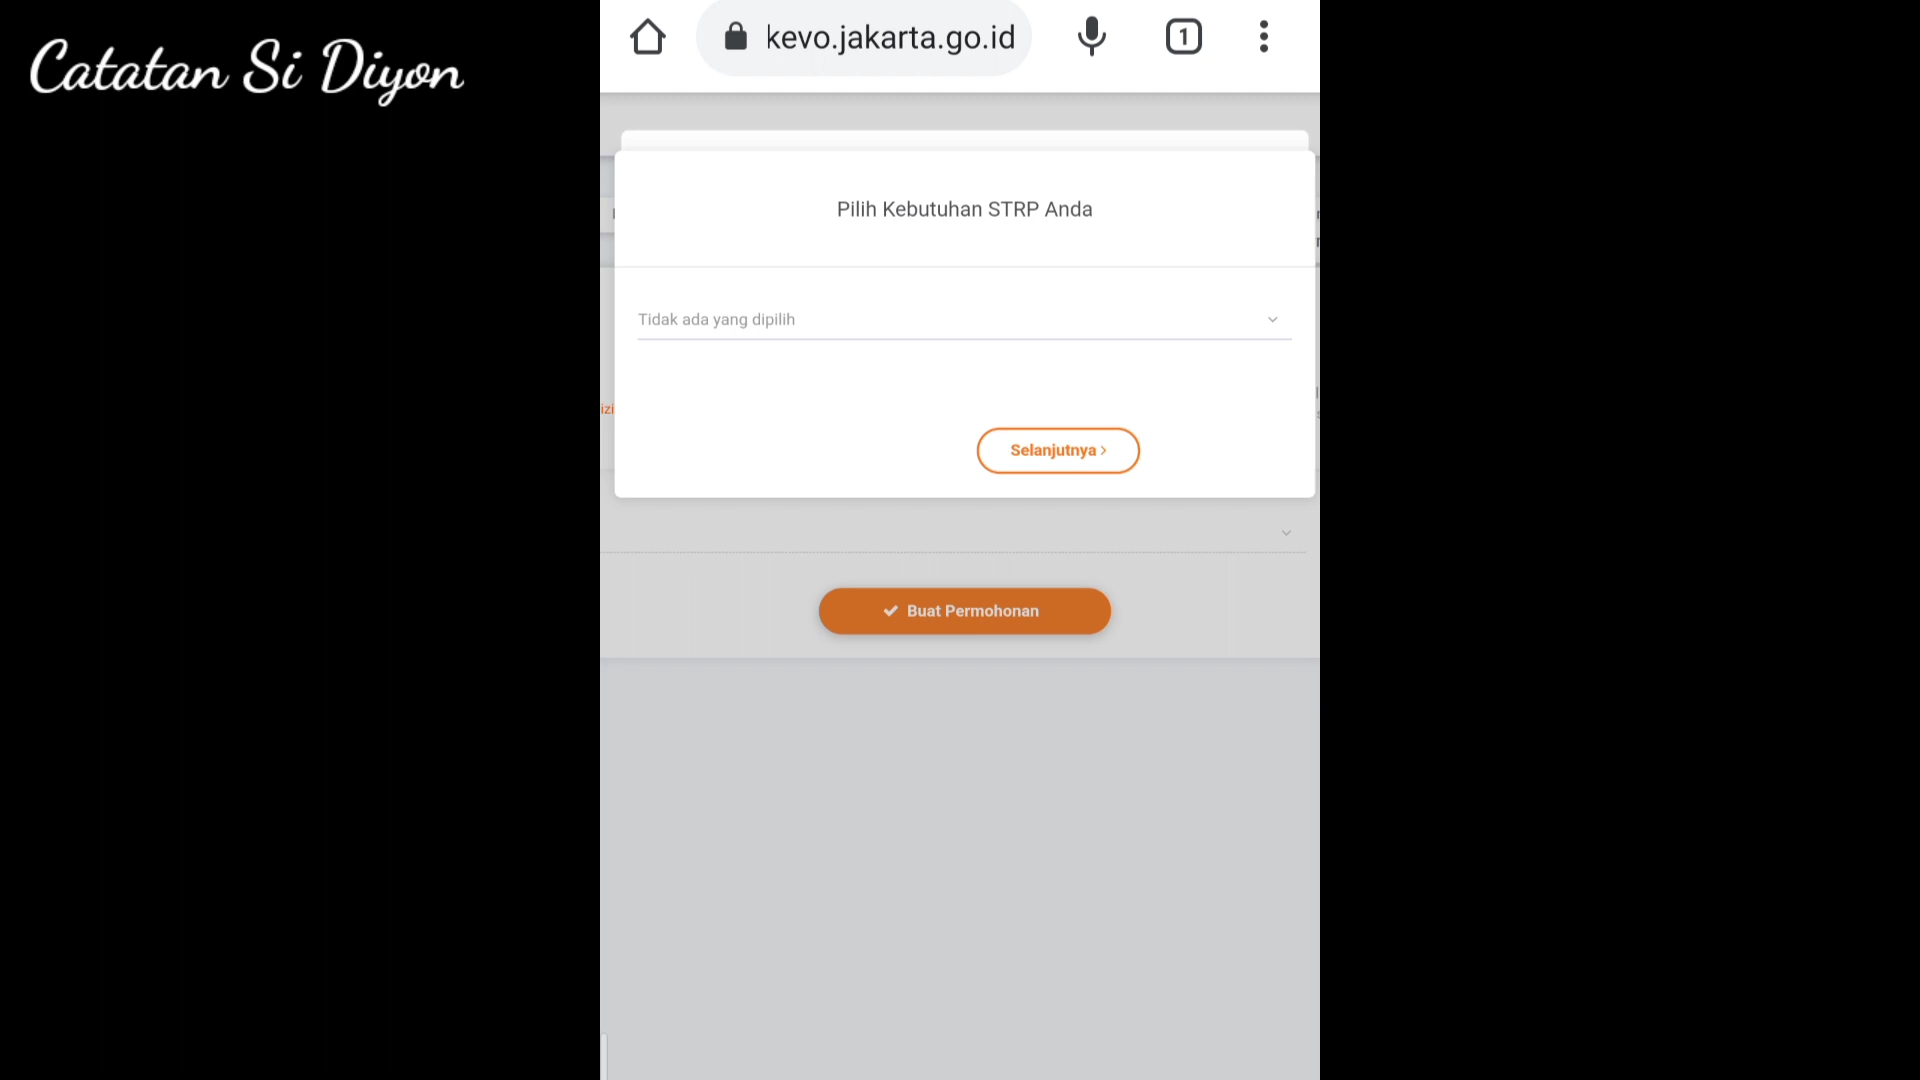 Catatan Si Diyon
kevo.jakarta.go.id
1
Pilih Kebutuhan STRP Anda
Tidak ada yang dipilih
izi
Selanjutnya
Buat Permohonan